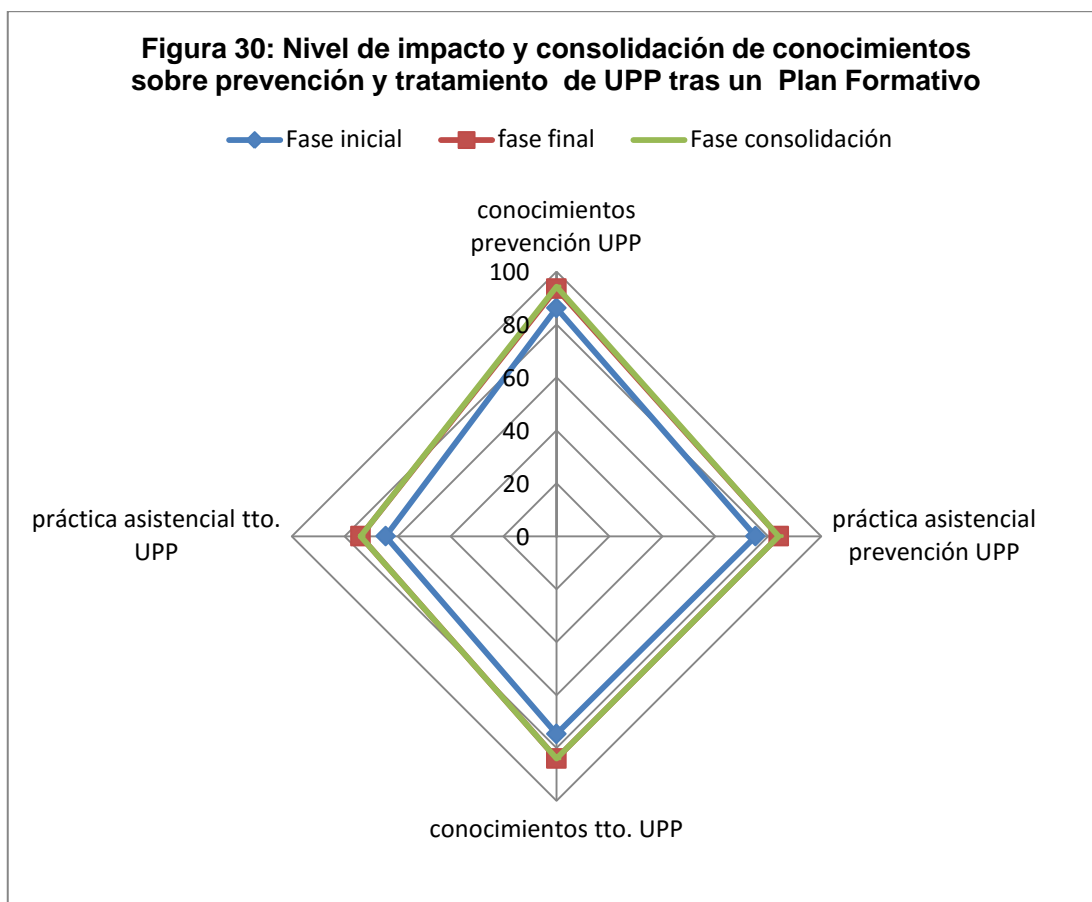 Figura 30: Nivel de impacto y consolidación de conocimientos
sobre prevención y tratamiento de UPP tras un Plan Formativo
Fase inicial fase final Fase consolidación
conocimientos
prevención UPP
100
80
60
40
20
0
práctica asistencial tto.
UPP
práctica asistencial
prevención UPP
conocimientos tto. UPP